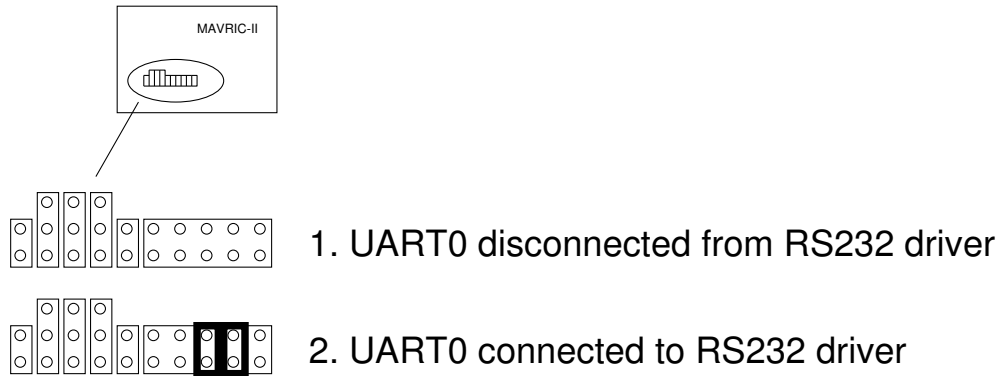 MAVRIC-II
1. UART0 disconnected from RS232 driver
2. UART0 connected to RS232 driver